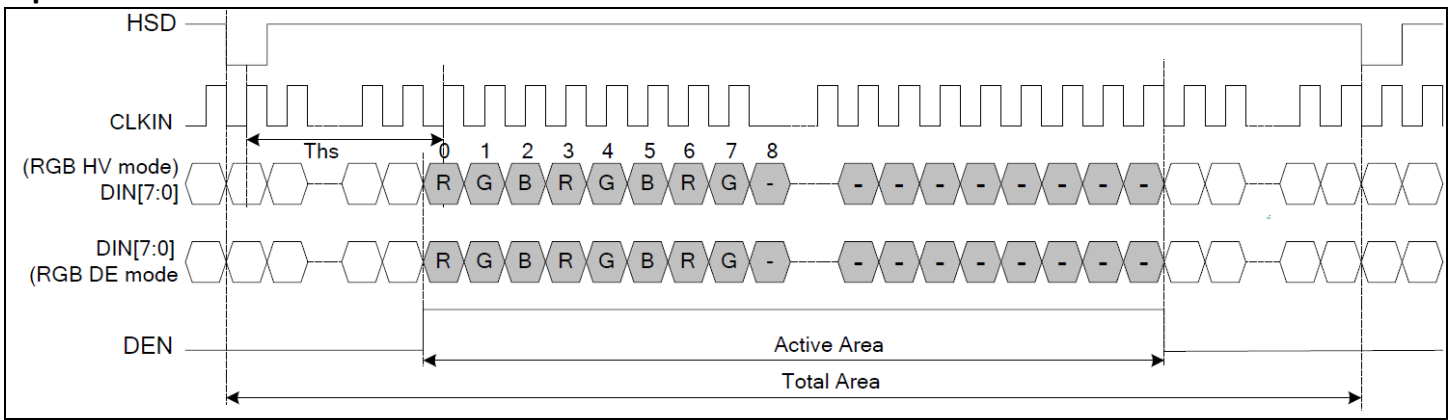 HSD
CLKIN
Ths
0 1 2 3 4 5 6 7 8
(RGB HV mode)
DIN[7:0]
R G B R G B R G - - - - - - - - -
DIN[7:0]
(RGB DE mode
R G B R G B R G - - - - - - - - -
DEN
Active Area
Total Area